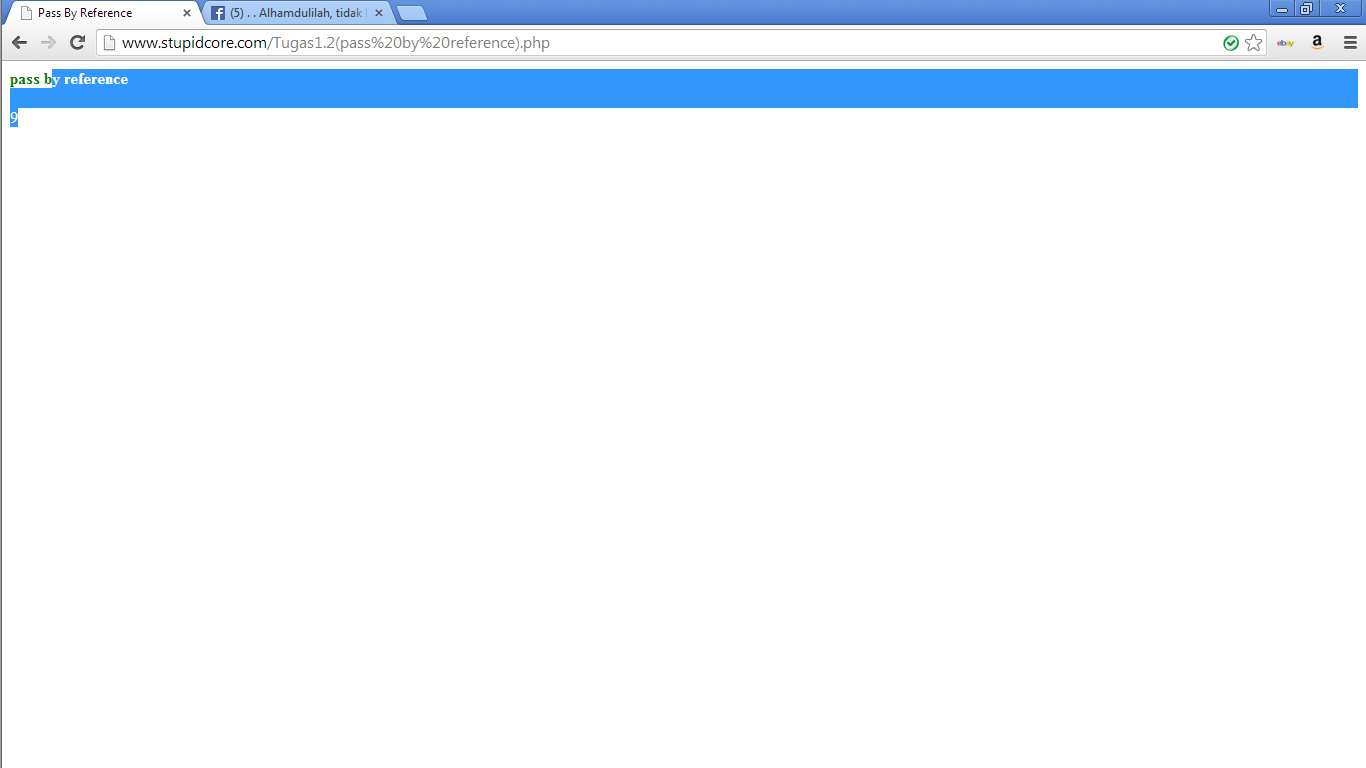 Pass By Reference
(5) . . Alhamdulilah, tidak
www.stupidcore.com/Tugas1.2(pass%20by%20reference).php
ebay
a
pass by reference
9